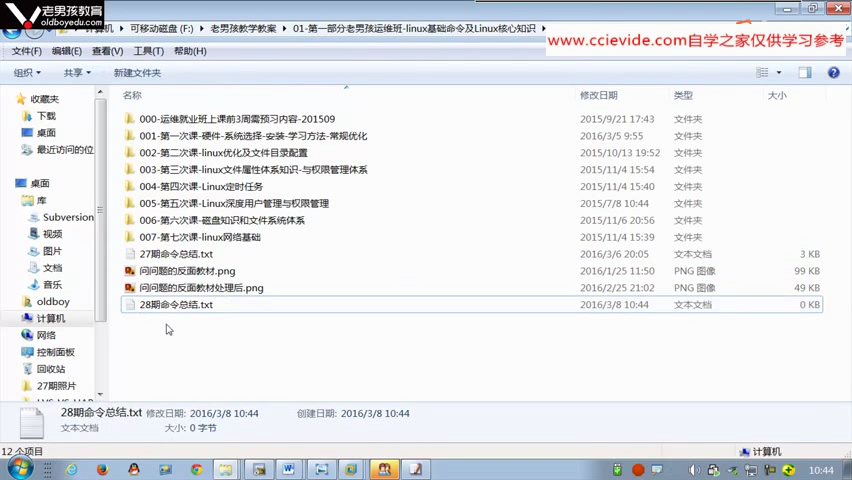 老男孩教育
oldboyedu.com
计算机 ▸ 可移动磁盘 (F:) ▸ 老男孩教学教案 ▸ 01-第一部分老男孩运维班-linux基础命令及Linux核心知识 ▸
www.ccievide.com自学之家仅供学习参考
文件(F) 编辑(E) 查看(V) 工具(T) 帮助(H)
组织 共享 新建文件夹
名称 修改日期 类型 大小
000-运维就业班上课前3周需预习内容-201509 2015/9/21 17:43 文件夹
001-第一次课-硬件-系统选择-安装-学习方法-常规优化 2016/3/5 9:55 文件夹
002-第二次课-linux优化及文件目录配置 2015/10/13 19:52 文件夹
003-第三次课-linux文件属性体系知识-与权限管理体系 2015/11/4 15:54 文件夹
004-第四次课-Linux定时任务 2015/11/4 15:40 文件夹
005-第五次课-Linux深度用户管理与权限管理 2015/7/8 10:44 文件夹
006-第六次课-磁盘知识和文件系统体系 2015/11/6 20:56 文件夹
007-第七次课-linux网络基础 2015/11/4 15:39 文件夹
27期命令总结.txt 2016/3/6 20:05 文本文档 3 KB
问问题的反面教材.png 2016/1/25 11:50 PNG 图像 99 KB
问问题的反面教材处理后.png 2016/2/25 21:02 PNG 图像 49 KB
28期命令总结.txt 2016/3/8 10:44 文本文档 0 KB
收藏夹
下载
桌面
最近访问的位
桌面
库
Subversion
视频
图片
文档
音乐
oldboy
计算机
网络
控制面板
回收站
27期照片
28期命令总结.txt 修改日期: 2016/3/8 10:44 创建日期: 2016/3/8 10:44
文本文档 大小: 0 字节
12 个项目 计算机
10:44